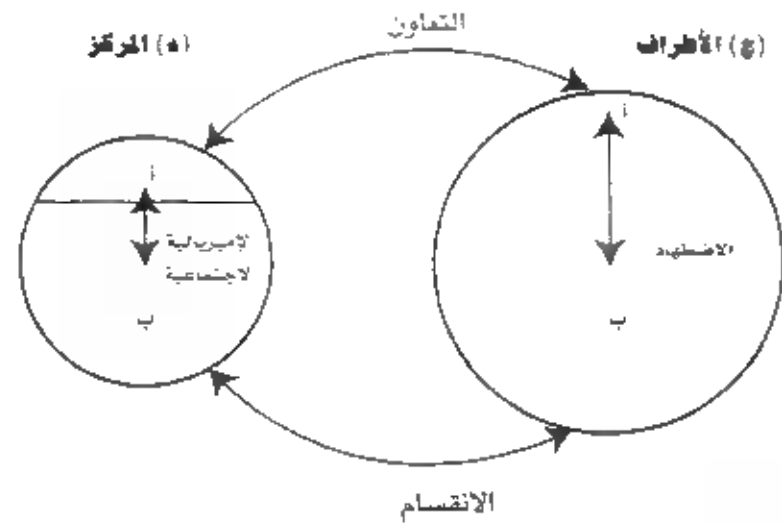 التعاون
(ج) الأطراف
(د) المركز
أ
أ
الإمبريالية
الاجتماعية
الاضطهاد
ب
ب
الانقسام